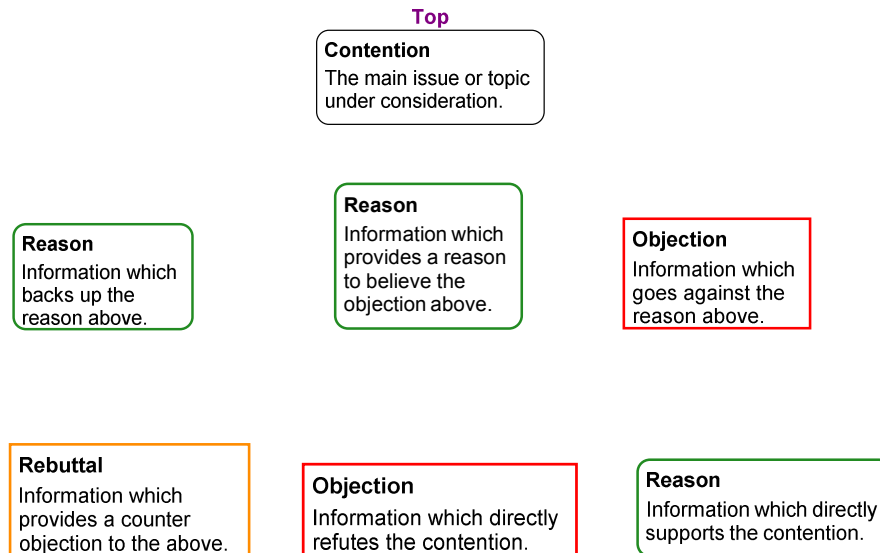 Top
Contention
The main issue or topic
under consideration.
Reason
Information which
backs up the
reason above.
Reason
Information which
provides a reason
to believe the
objection above.
Objection
Information which
goes against the
reason above.
Rebuttal
Information which
provides a counter
objection to the above.
Objection
Information which directly
refutes the contention.
Reason
Information which directly
supports the contention.